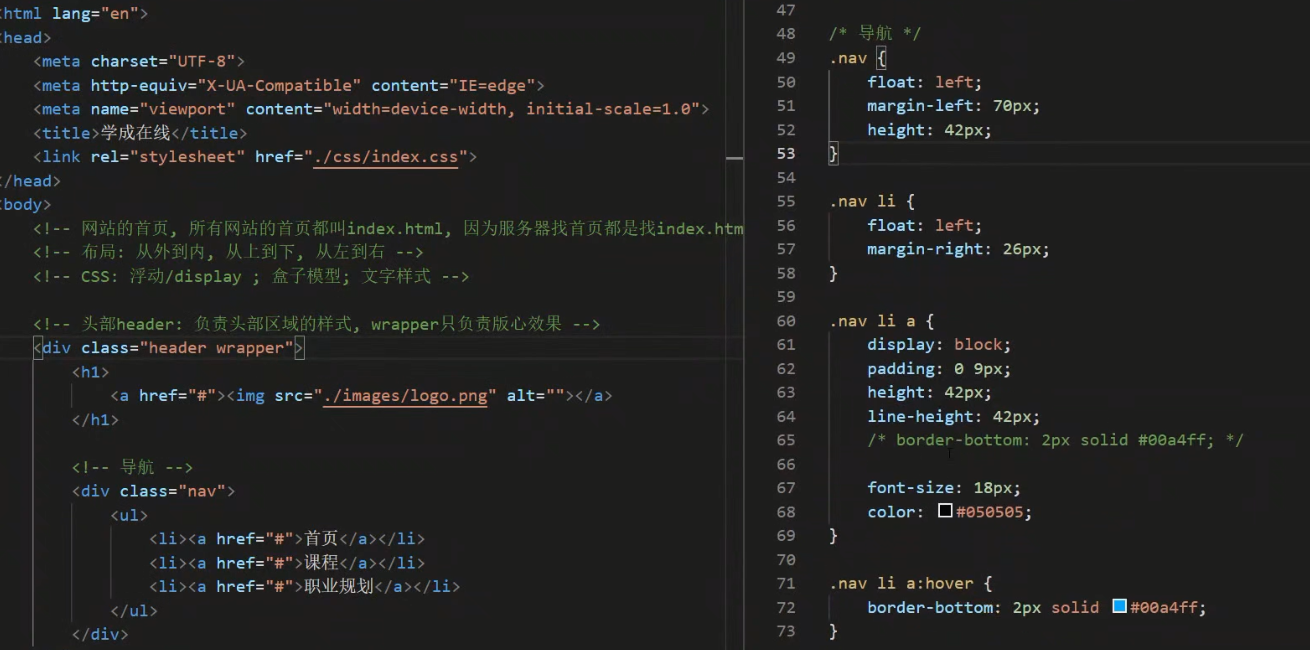 <html lang="en">
<head>
<meta charset="UTF-8">
<meta http-equiv="X-UA-Compatible" content="IE=edge">
<meta name="viewport" content="width=device-width, initial-scale=1.0">
<title>学成在线</title>
<link rel="stylesheet" href="./css/index.css">
</head>
<body>
<!-- 网站的首页, 所有网站的首页都叫index.html, 因为服务器找首页都是找index.htm
<!-- 布局: 从外到内, 从上到下, 从左到右 -->
<!-- CSS: 浮动/display ; 盒子模型; 文字样式 -->
<!-- 头部header: 负责头部区域的样式, wrapper只负责版心效果 -->
<div class="header wrapper">
<h1>
<a href="#"><img src="./images/logo.png" alt=""></a>
</h1>
<!-- 导航 -->
<div class="nav">
<ul>
<li><a href="#">首页</a></li>
<li><a href="#">课程</a></li>
<li><a href="#">职业规划</a></li>
</ul>
</div>
47
48 /* 导航 */
49 .nav {
50 float: left;
51 margin-left: 70px;
52 height: 42px;
53 }
54
55 .nav li {
56 float: left;
57 margin-right: 26px;
58 }
59
60 .nav li a {
61 display: block;
62 padding: 0 9px;
63 height: 42px;
64 line-height: 42px;
65 /* border-bottom: 2px solid #00a4ff; */
66
67 font-size: 18px;
68 color: #050505;
69 }
70
71 .nav li a:hover {
72 border-bottom: 2px solid #00a4ff;
73 }